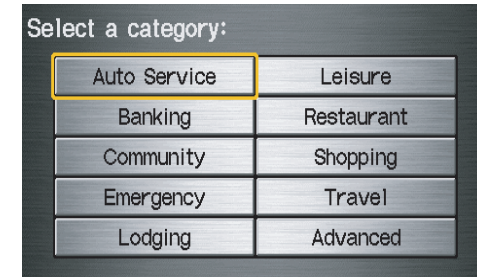 Select a category:
Auto Service
Leisure
Banking
Restaurant
Community
Shopping
Emergency
Travel
Lodging
Advanced